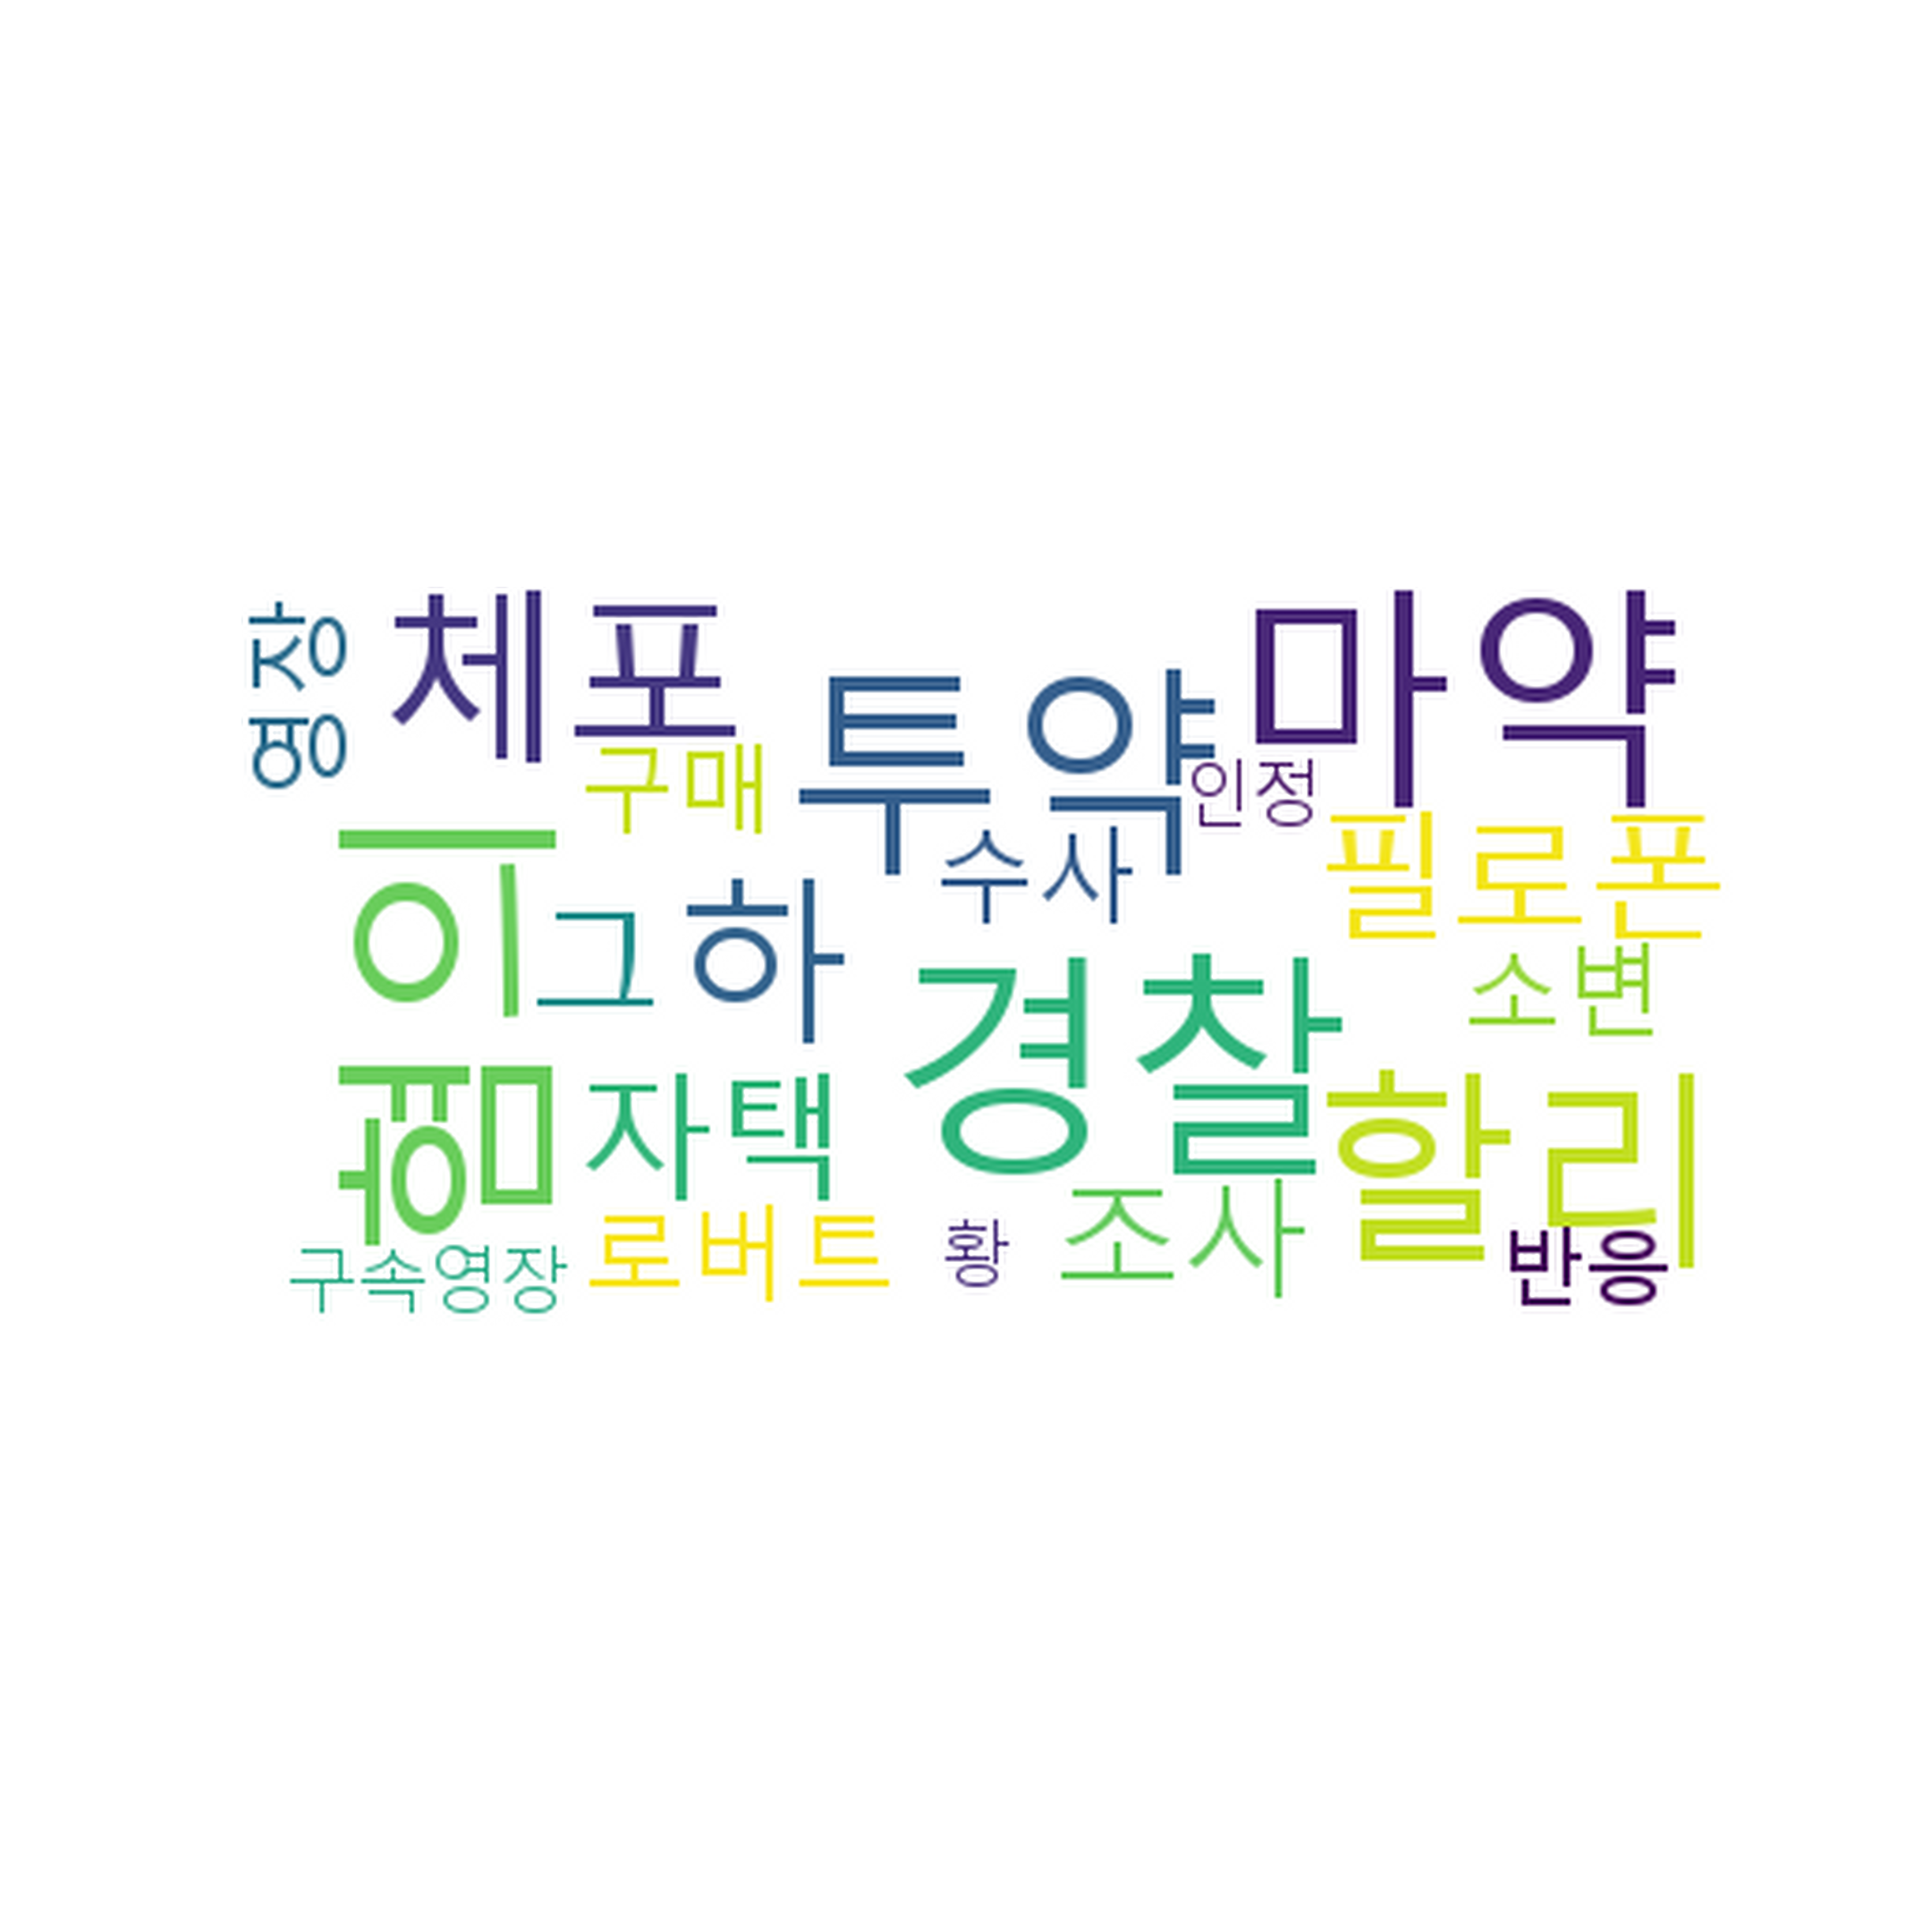 영장
체포
마약
투약
구매
인정
필로폰
수사
혐의
그
하
소변
경찰
자택
할리
조사
로버트
황
반응
구속영장